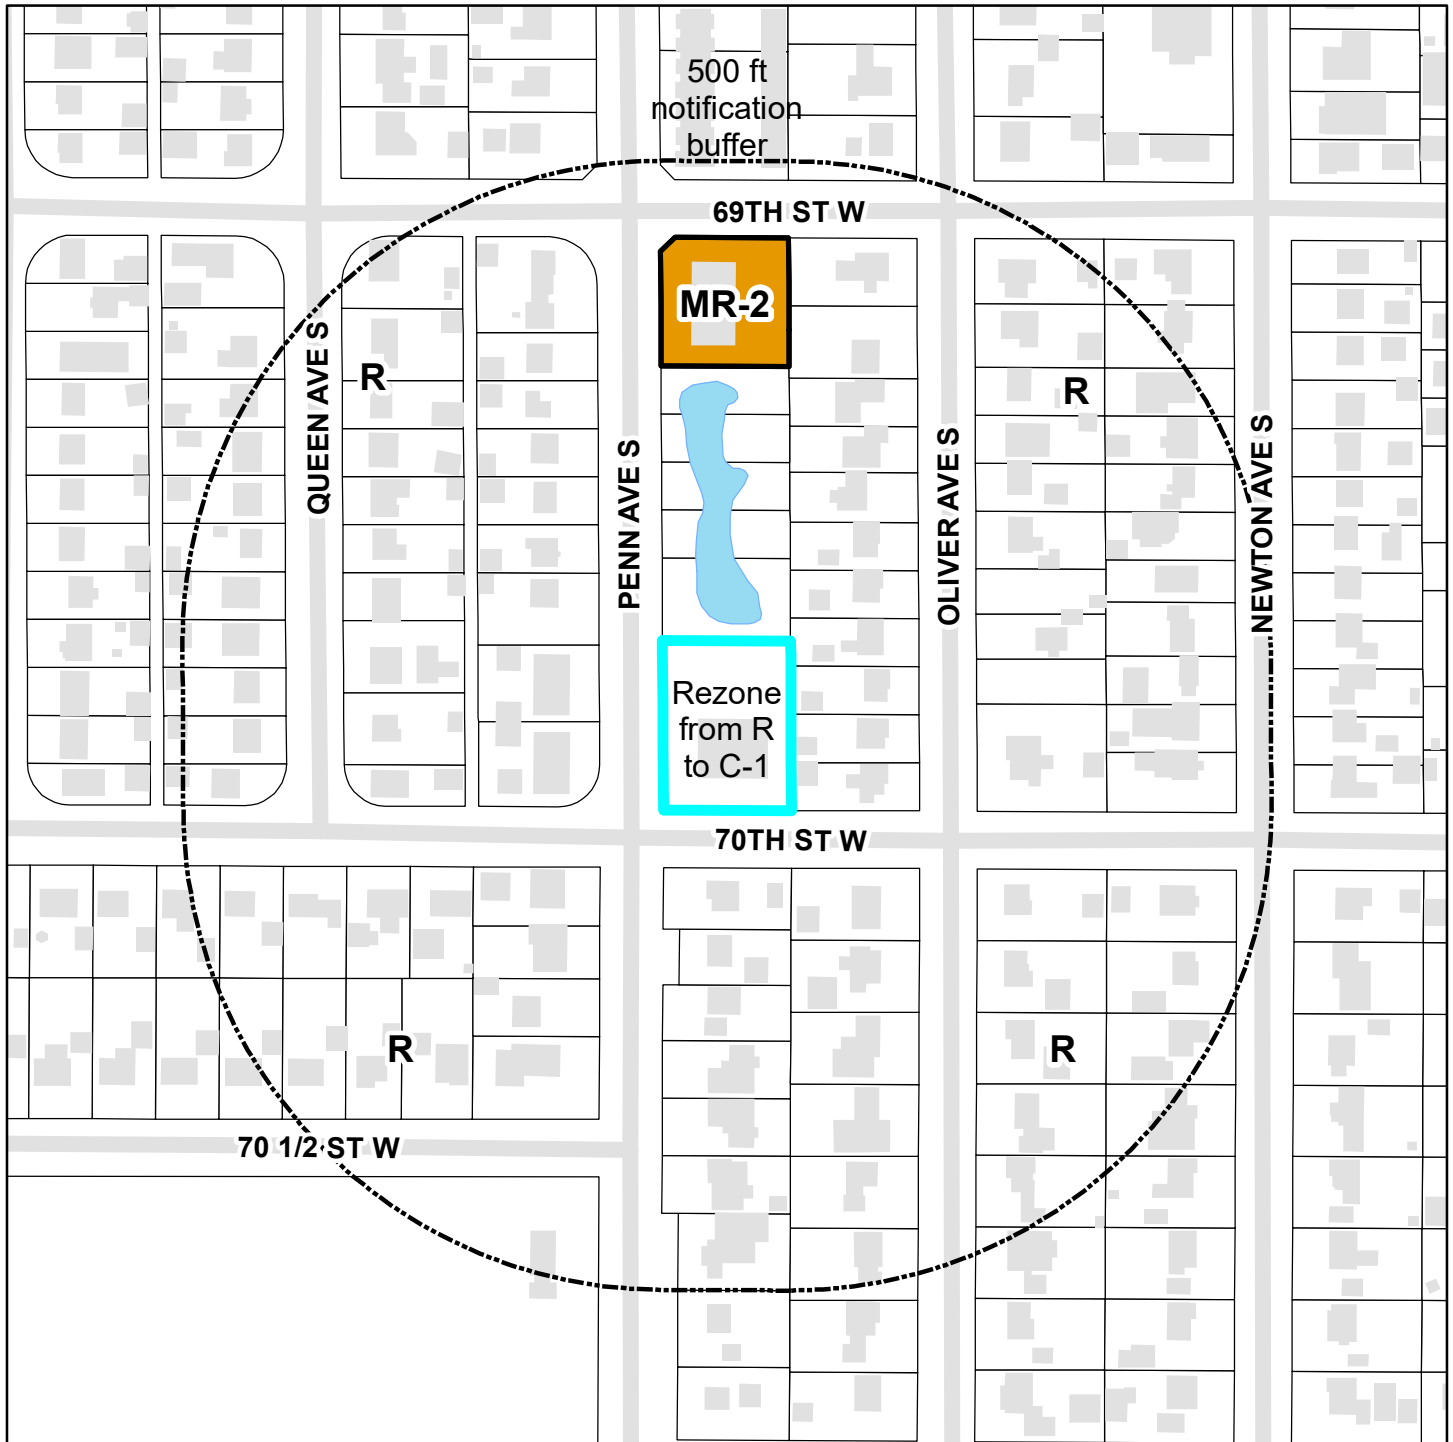 500 ft
notification
buffer
69TH ST W
MR-2
QUEEN AVE S
R
PENN AVE S
OLIVER AVE S
R
NEWTON AVE S
Rezone
from R
to C-1
70TH ST W
R
R
70 1/2 ST W